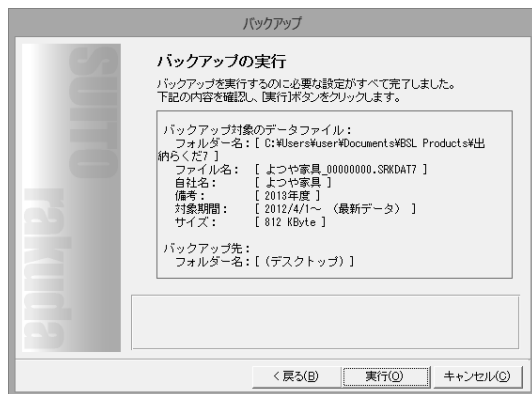 バックアップ
SUITO rakuda
バックアップの実行
バックアップを実行するのに必要な設定がすべて完了しました。
下記の内容を確認し、[実行]ボタンをクリックします。
バックアップ対象のデータファイル:
フォルダー名:[ C:¥Users¥user¥Documents¥BSL Products¥出
納らくだ7 ]
ファイル名: [ よつや家具_00000000.SRKDAT7 ]
自社名: [ よつや家具 ]
備考: [ 2013年度 ]
対象期間: [ 2012/4/1～ (最新データ) ]
サイズ: [ 812 KByte ]
バックアップ先:
フォルダー名:[ (デスクトップ) ]
< 戻る(B) 実行(O) キャンセル(C)